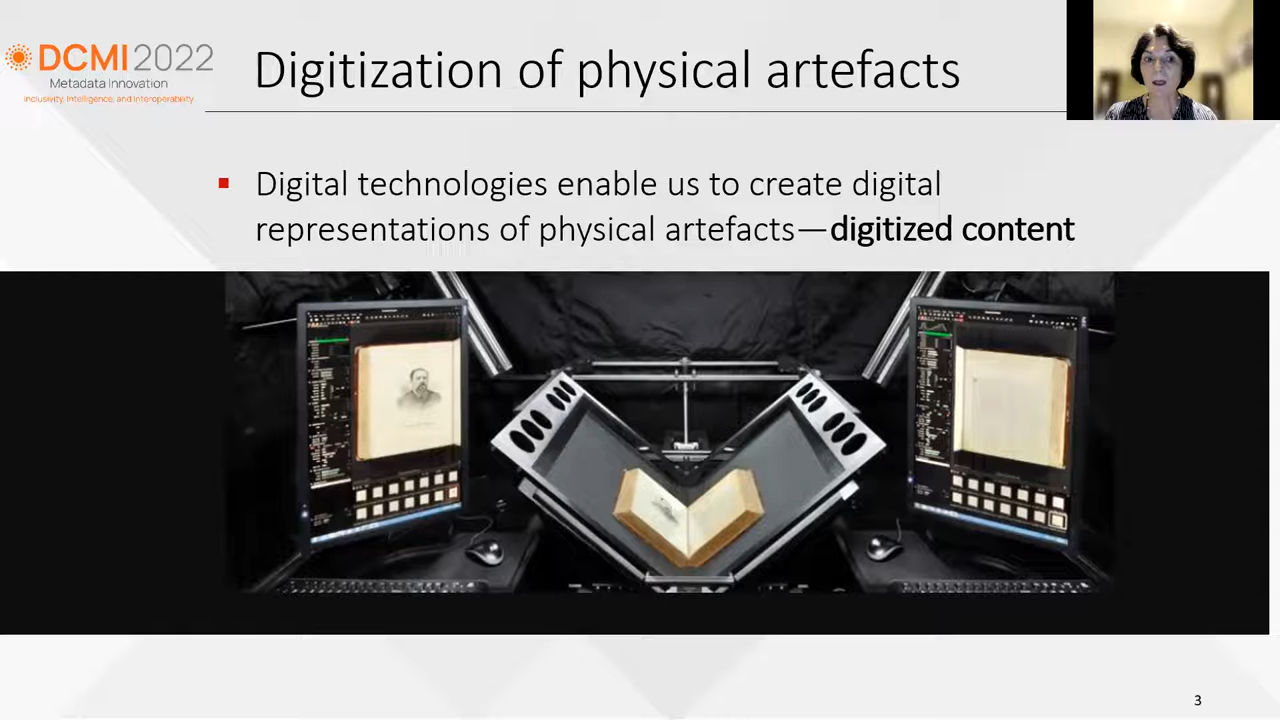 DCMI 2022
Metadata Innovation
Inclusivity, Intelligence, and Interoperability
Digitization of physical artefacts
Digital technologies enable us to create digital
representations of physical artefacts—digitized content
3